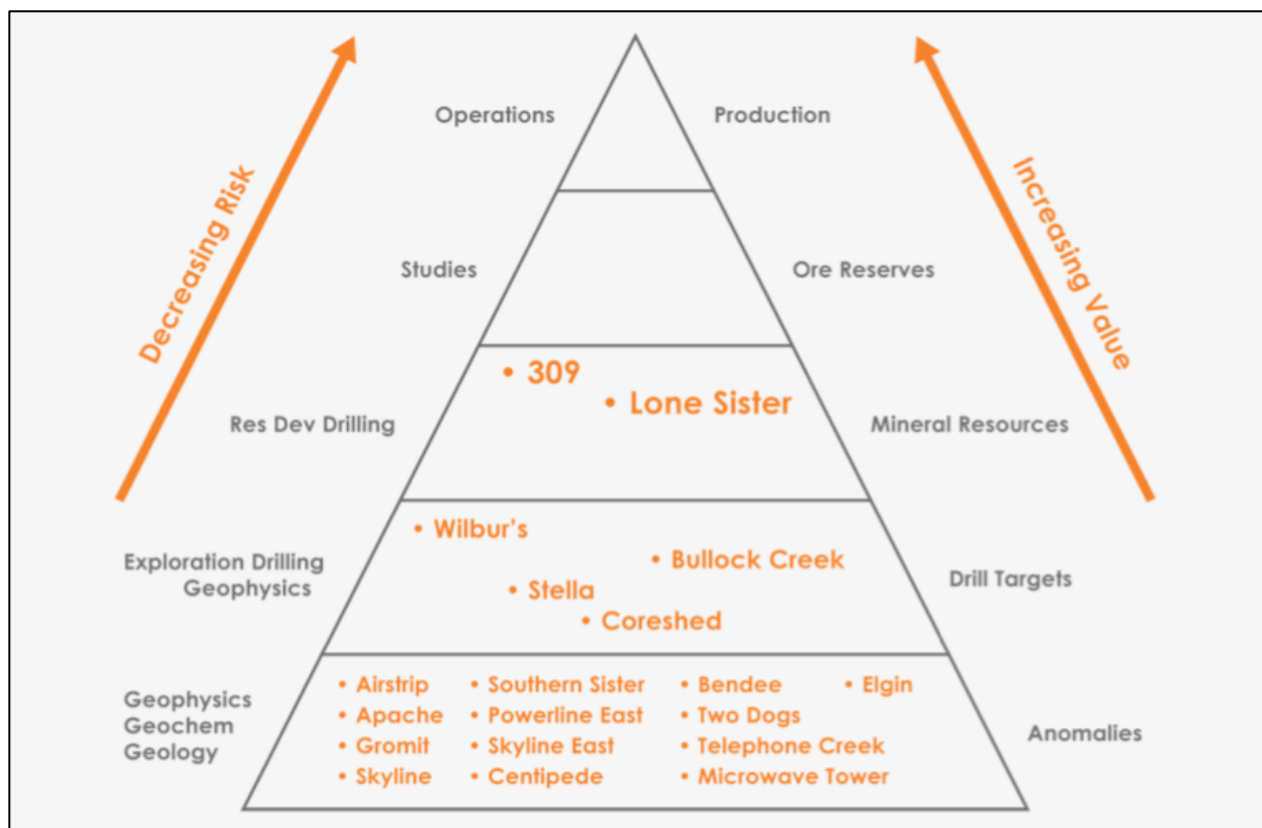 Decreasing Risk
Increasing Value
Operations
Production
Studies
Ore Reserves
• 309
• Lone Sister
Res Dev Drilling
Mineral Resources
• Wilbur's
• Bullock Creek
• Stella
• Coreshed
Exploration Drilling
Geophysics
Drill Targets
• Airstrip • Southern Sister • Bendee • Elgin
• Apache • Powerline East • Two Dogs
• Gromit • Skyline East • Telephone Creek
• Skyline • Centipede • Microwave Tower
Geophysics
Geochem
Geology
Anomalies